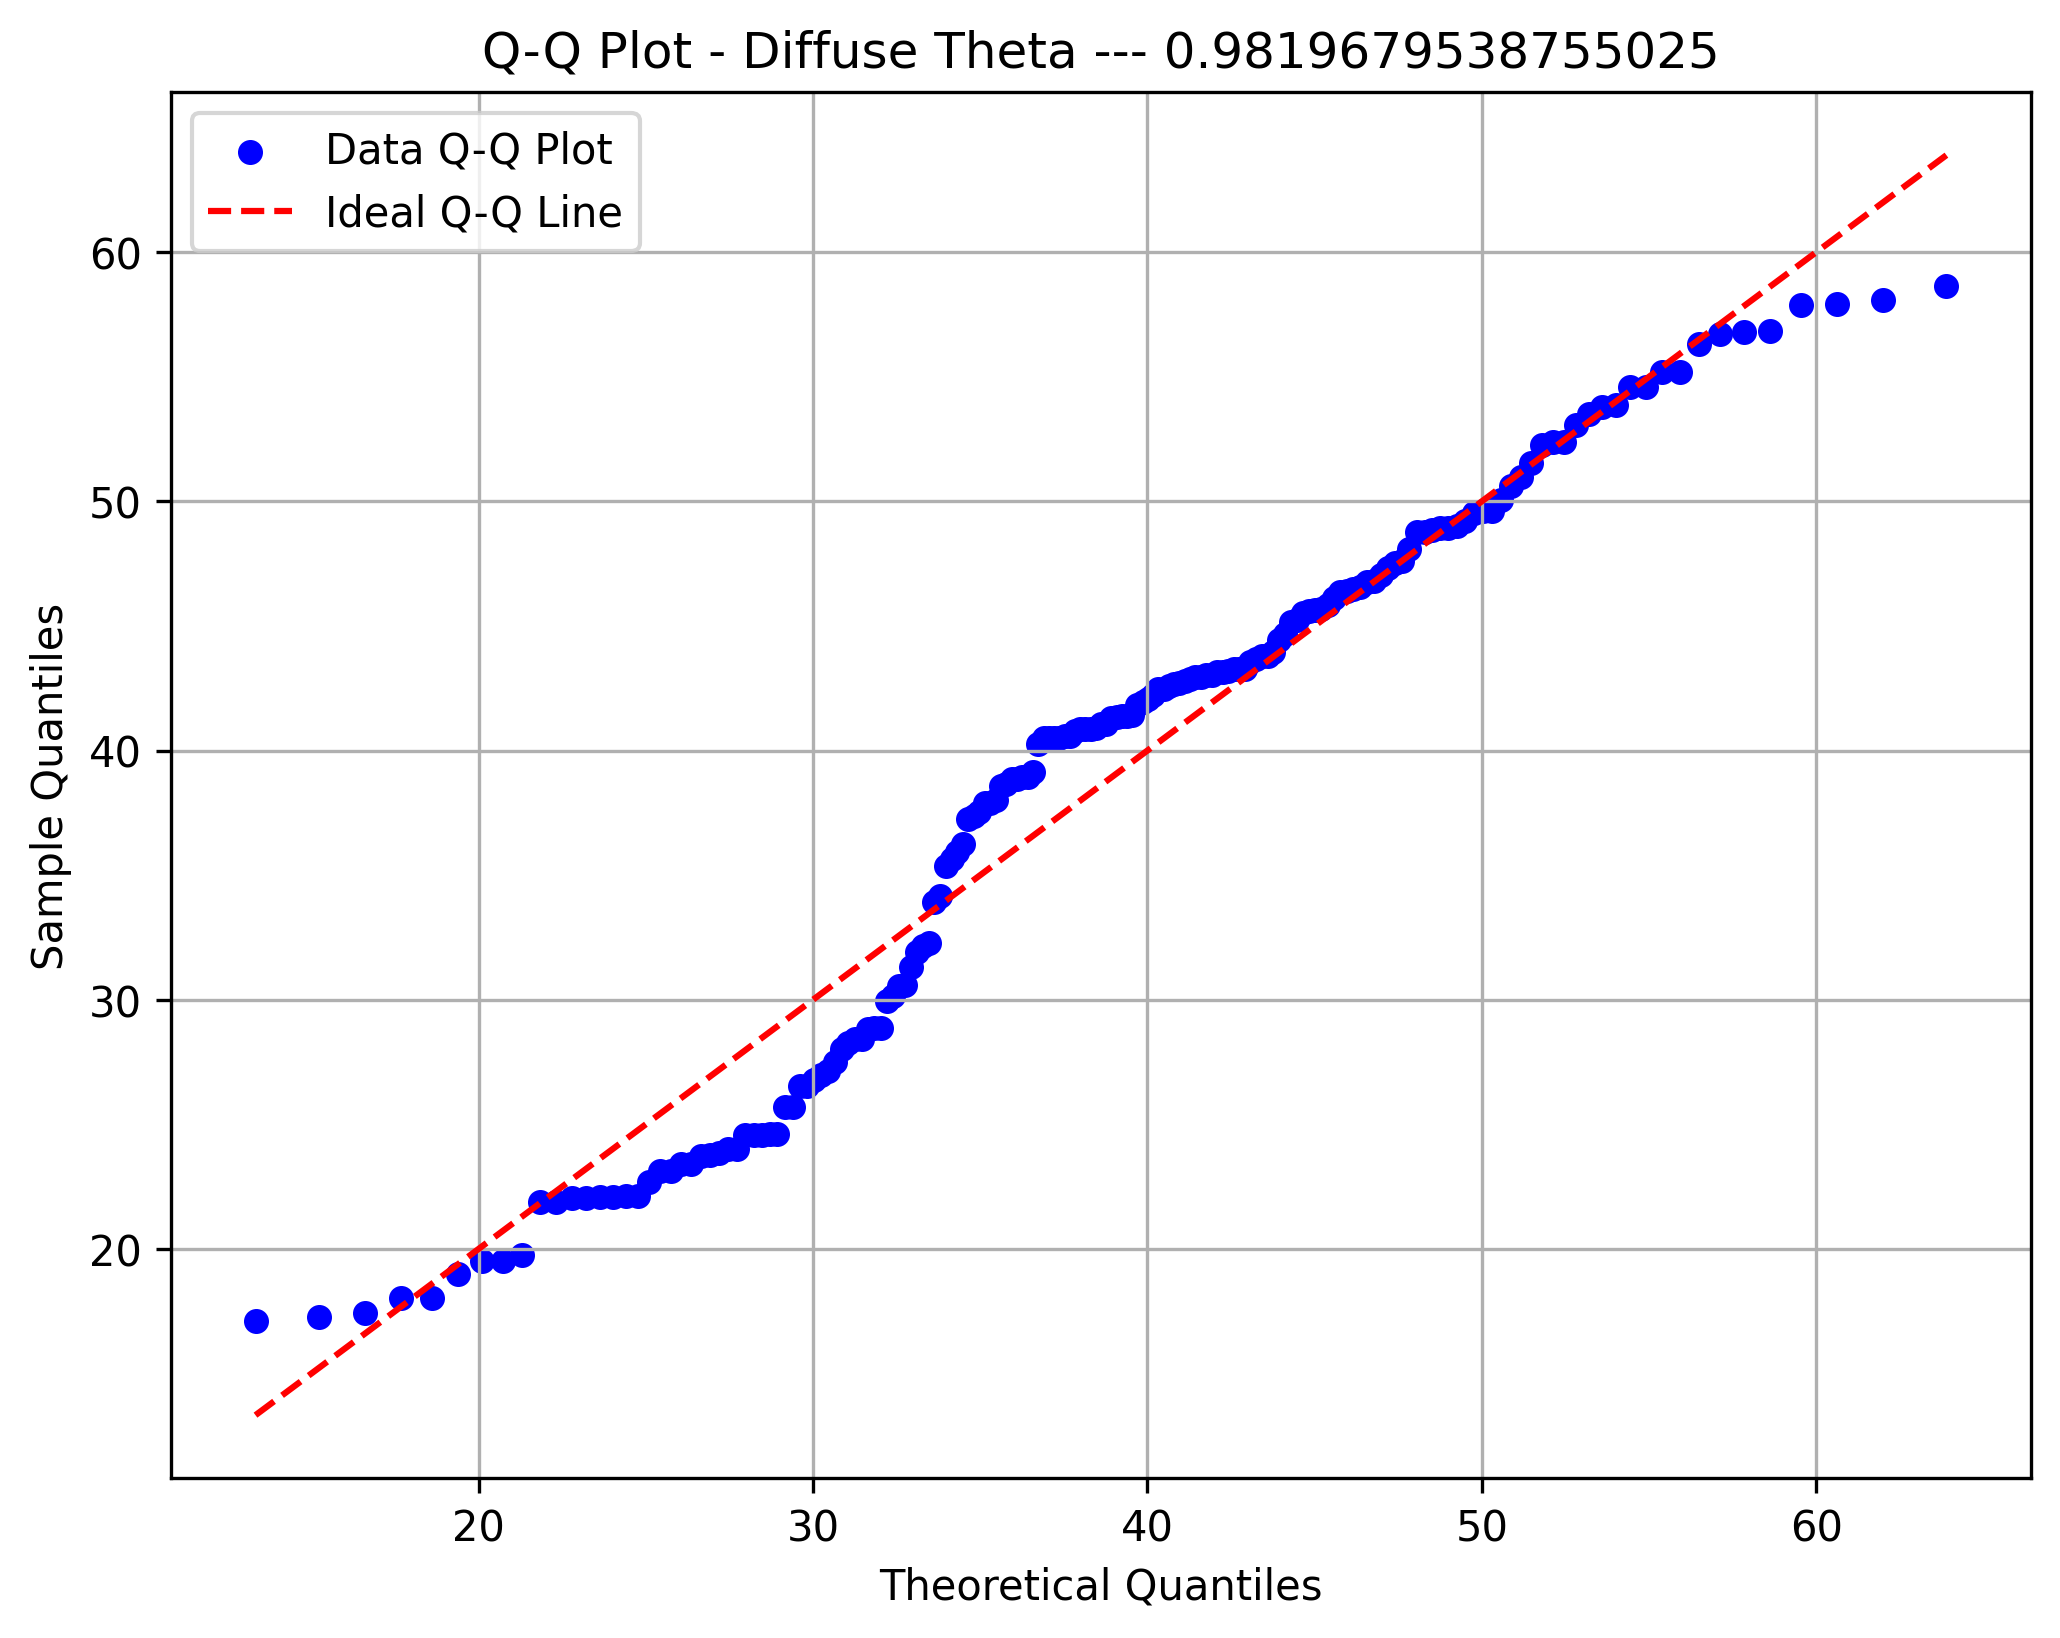 Q-Q Plot - Diffuse Theta --- 0.9819679538755025
Data Q-Q Plot
Ideal Q-Q Line
60
50
40
30
20
Sample Quantiles
20 30 40 50 60
Theoretical Quantiles